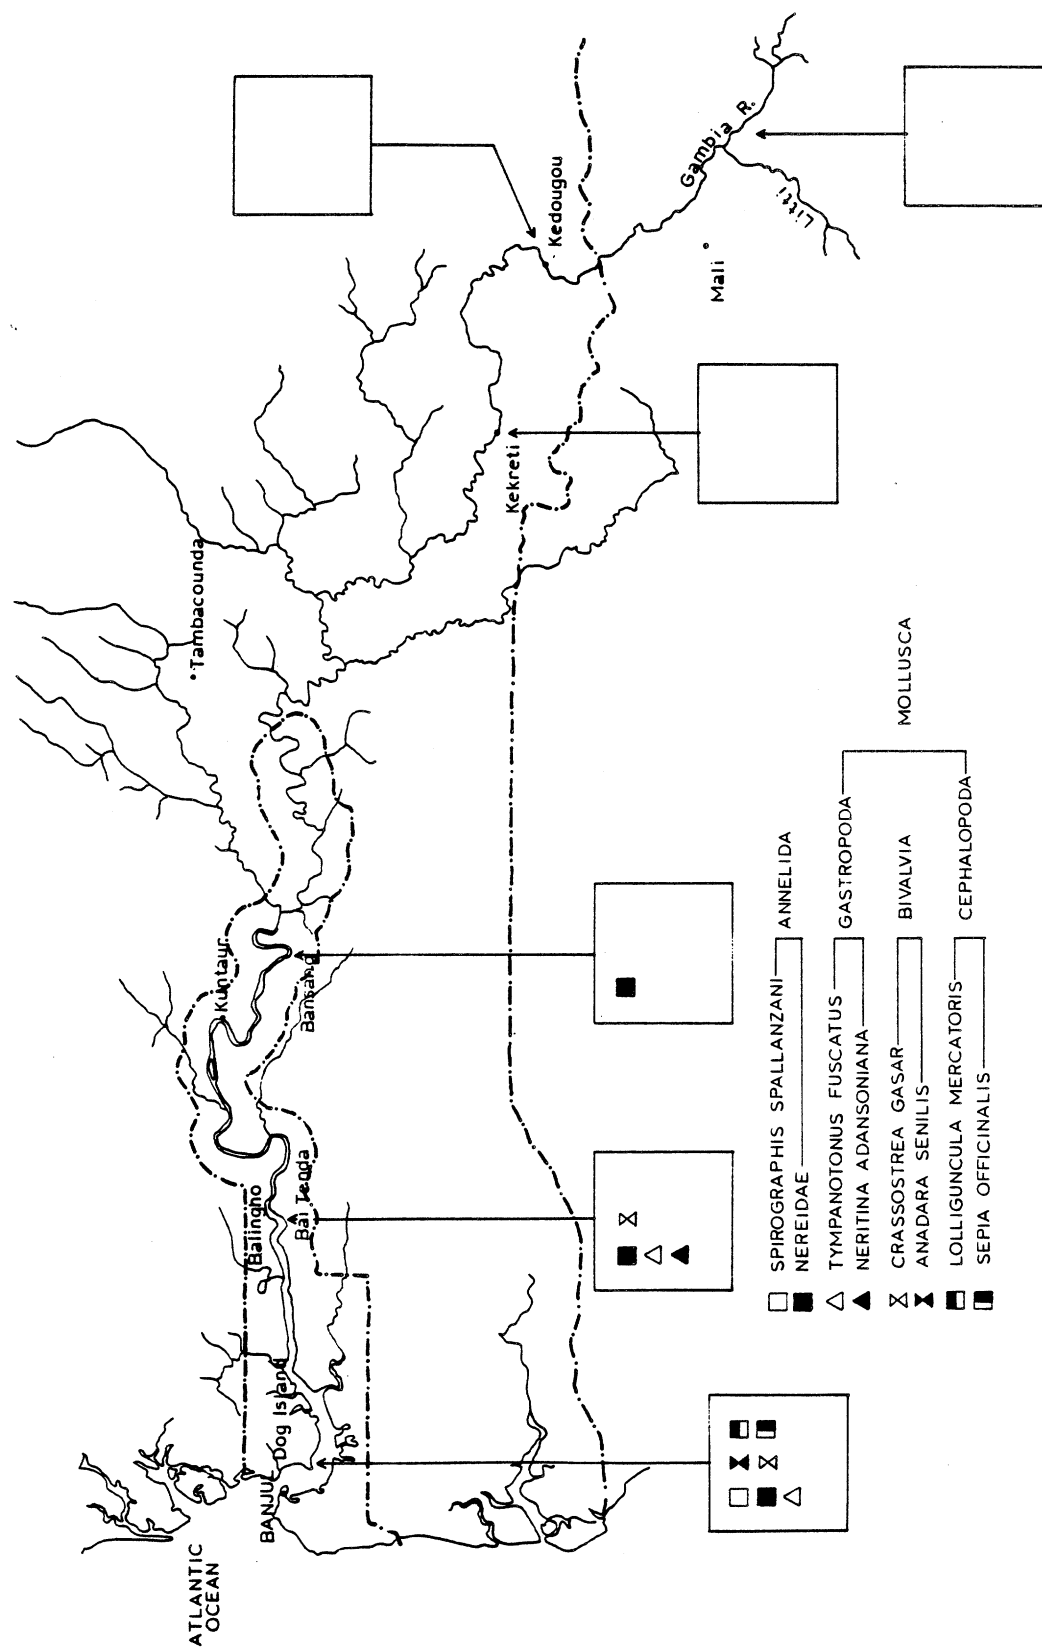 ATLANTIC
OCEAN
BANJUL
Dog Island
Balingho
Bai Tenda
Kuntaur
Bansang
Tambacounda
Kekreti
Kedougou
Mali
Gambia R.
Litti
SPIROGRAPHIS SPALLANZANI
NEREIDAE
ANNELIDA
TYMPANOTONUS FUSCATUS
NERITINA ADANSONIANA
GASTROPODA
CRASSOSTREA GASAR
ANADARA SENILIS
BIVALVIA
LOLLIGUNCULA MERCATORIS
SEPIA OFFICINALIS
CEPHALOPODA
MOLLUSCA